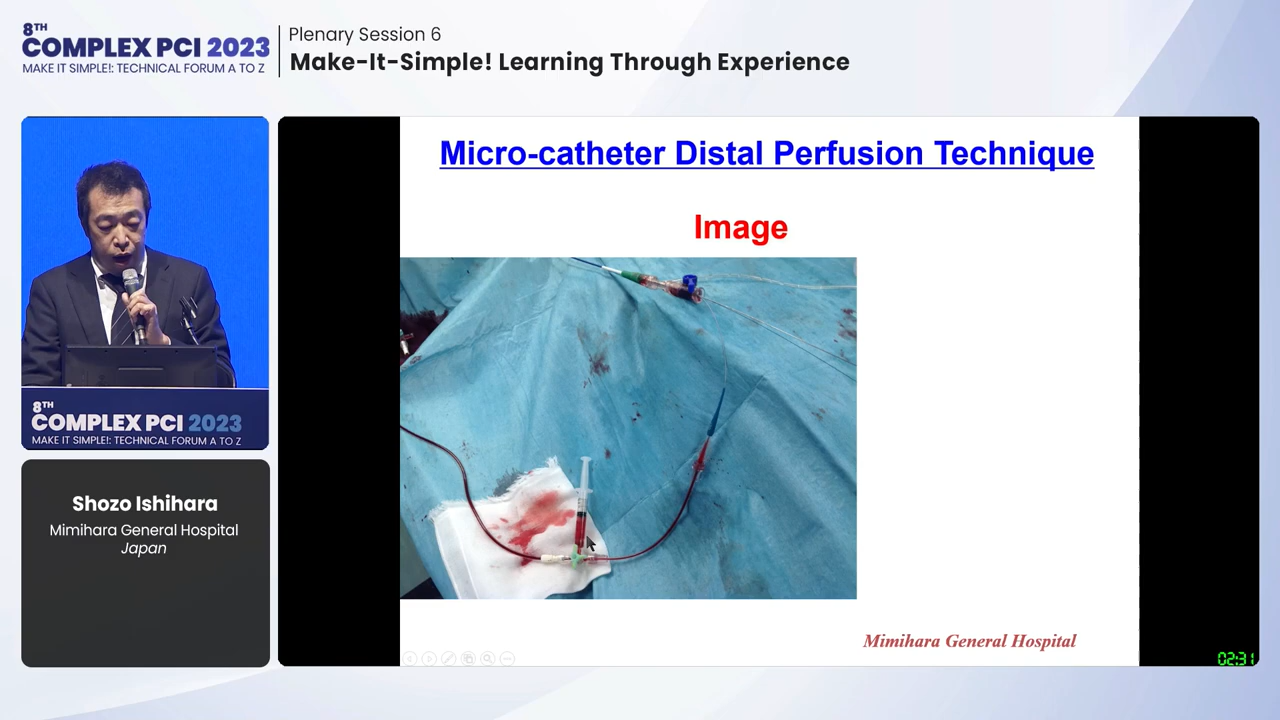 8TH
COMPLEX PCI 2023
MAKE IT SIMPLE!: TECHNICAL FORUM A TO Z
Plenary Session 6
Make-It-Simple! Learning Through Experience
Micro-catheter Distal Perfusion Technique
Image
8TH
COMPLEX PCI 2023
MAKE IT SIMPLE!: TECHNICAL FORUM A TO Z
Shozo Ishihara
Mimihara General Hospital
Japan
Mimihara General Hospital
02:31